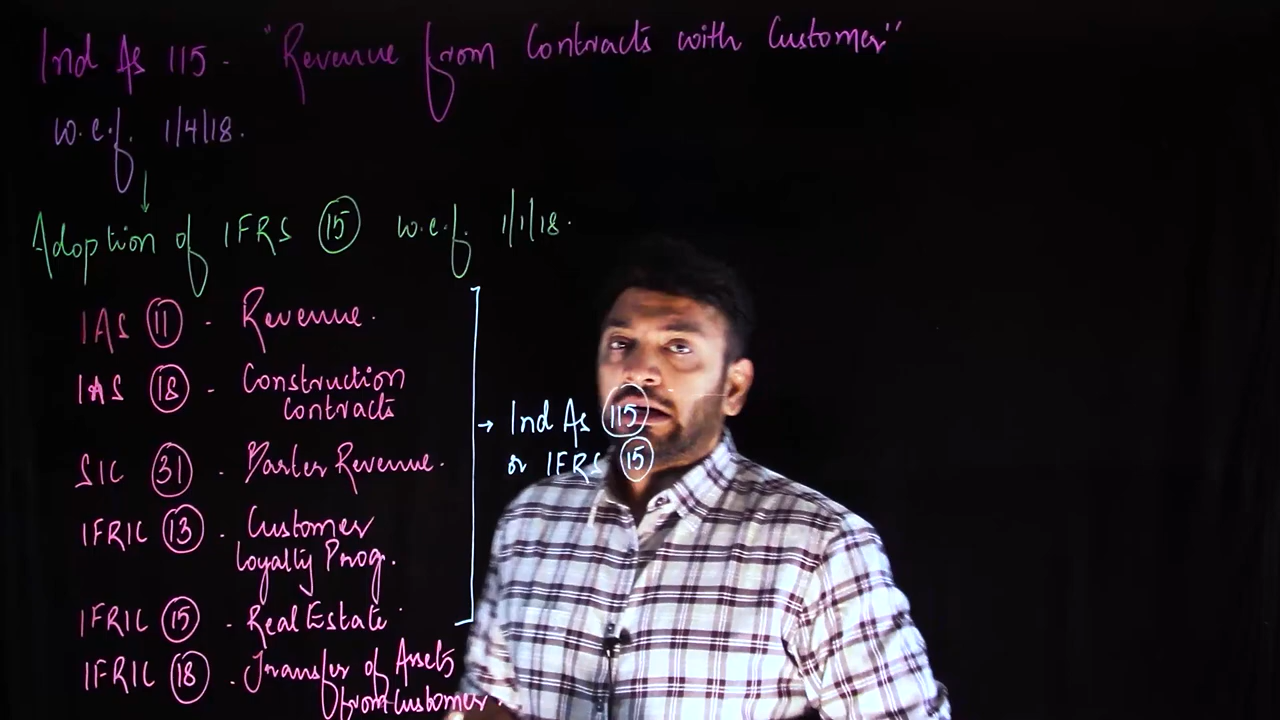 Ind AS 115 - "Revenue from Contracts with Customer"
w.e.f. 1/4/18.
↓
Adoption of IFRS 15 w.e.f. 1/1/18.
IAS 11 - Revenue.
IAS 18 - Construction
contracts
SIC 31 - Barter Revenue.
IFRIC 13 - Customer
Loyalty Prog.
IFRIC 15 - Real Estate.
IFRIC 18 - Transfer of Assets
from Customer.
→ Ind AS 115
or IFRS 15